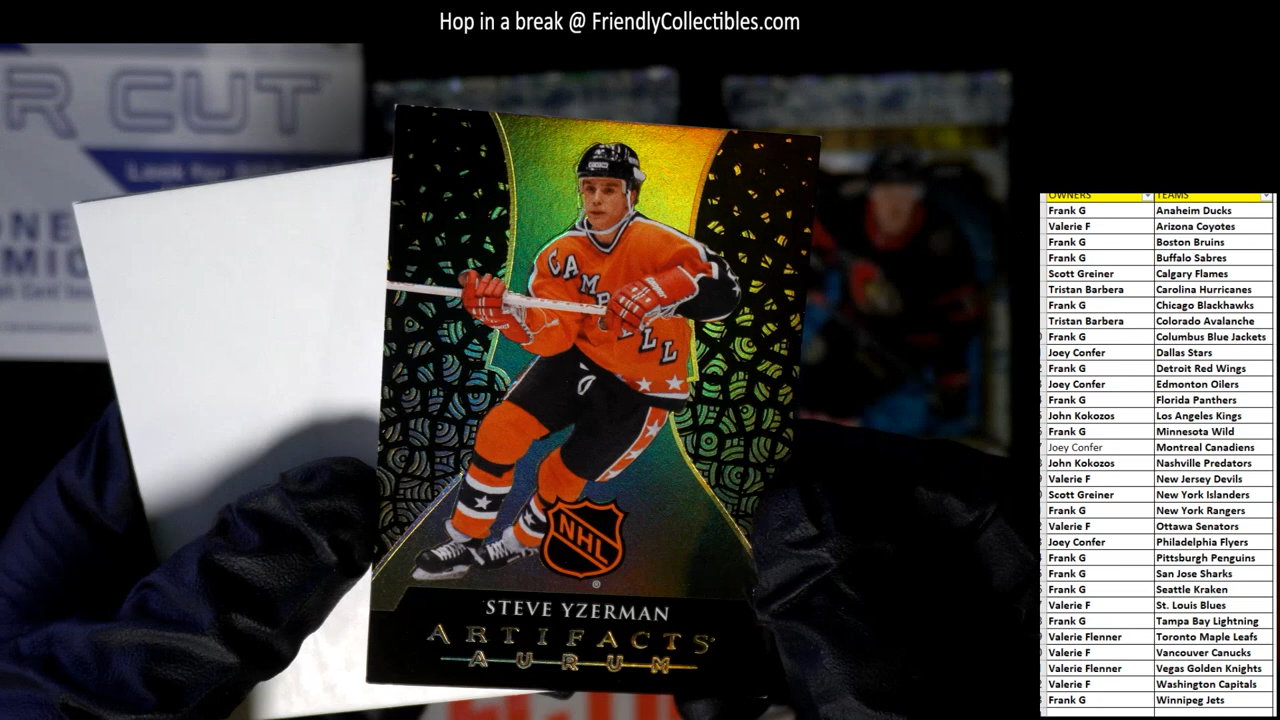 Hop in a break @ FriendlyCollectibles.com
R CUT
CAMPBELL
NHL
®
STEVE YZERMAN
ARTIFACTS
AURUM
OWNERS TEAMS
Frank G Anaheim Ducks
Valerie F Arizona Coyotes
Frank G Boston Bruins
Frank G Buffalo Sabres
Scott Greiner Calgary Flames
Tristan Barbera Carolina Hurricanes
Frank G Chicago Blackhawks
Tristan Barbera Colorado Avalanche
Frank G Columbus Blue Jackets
Joey Confer Dallas Stars
Frank G Detroit Red Wings
Joey Confer Edmonton Oilers
Frank G Florida Panthers
John Kokozos Los Angeles Kings
Frank G Minnesota Wild
Joey Confer Montreal Canadiens
John Kokozos Nashville Predators
Valerie F New Jersey Devils
Scott Greiner New York Islanders
Frank G New York Rangers
Valerie F Ottawa Senators
Joey Confer Philadelphia Flyers
Frank G Pittsburgh Penguins
Frank G San Jose Sharks
Frank G Seattle Kraken
Valerie F St. Louis Blues
Frank G Tampa Bay Lightning
Valerie Flenner Toronto Maple Leafs
Valerie F Vancouver Canucks
Valerie Flenner Vegas Golden Knights
Valerie F Washington Capitals
Frank G Winnipeg Jets